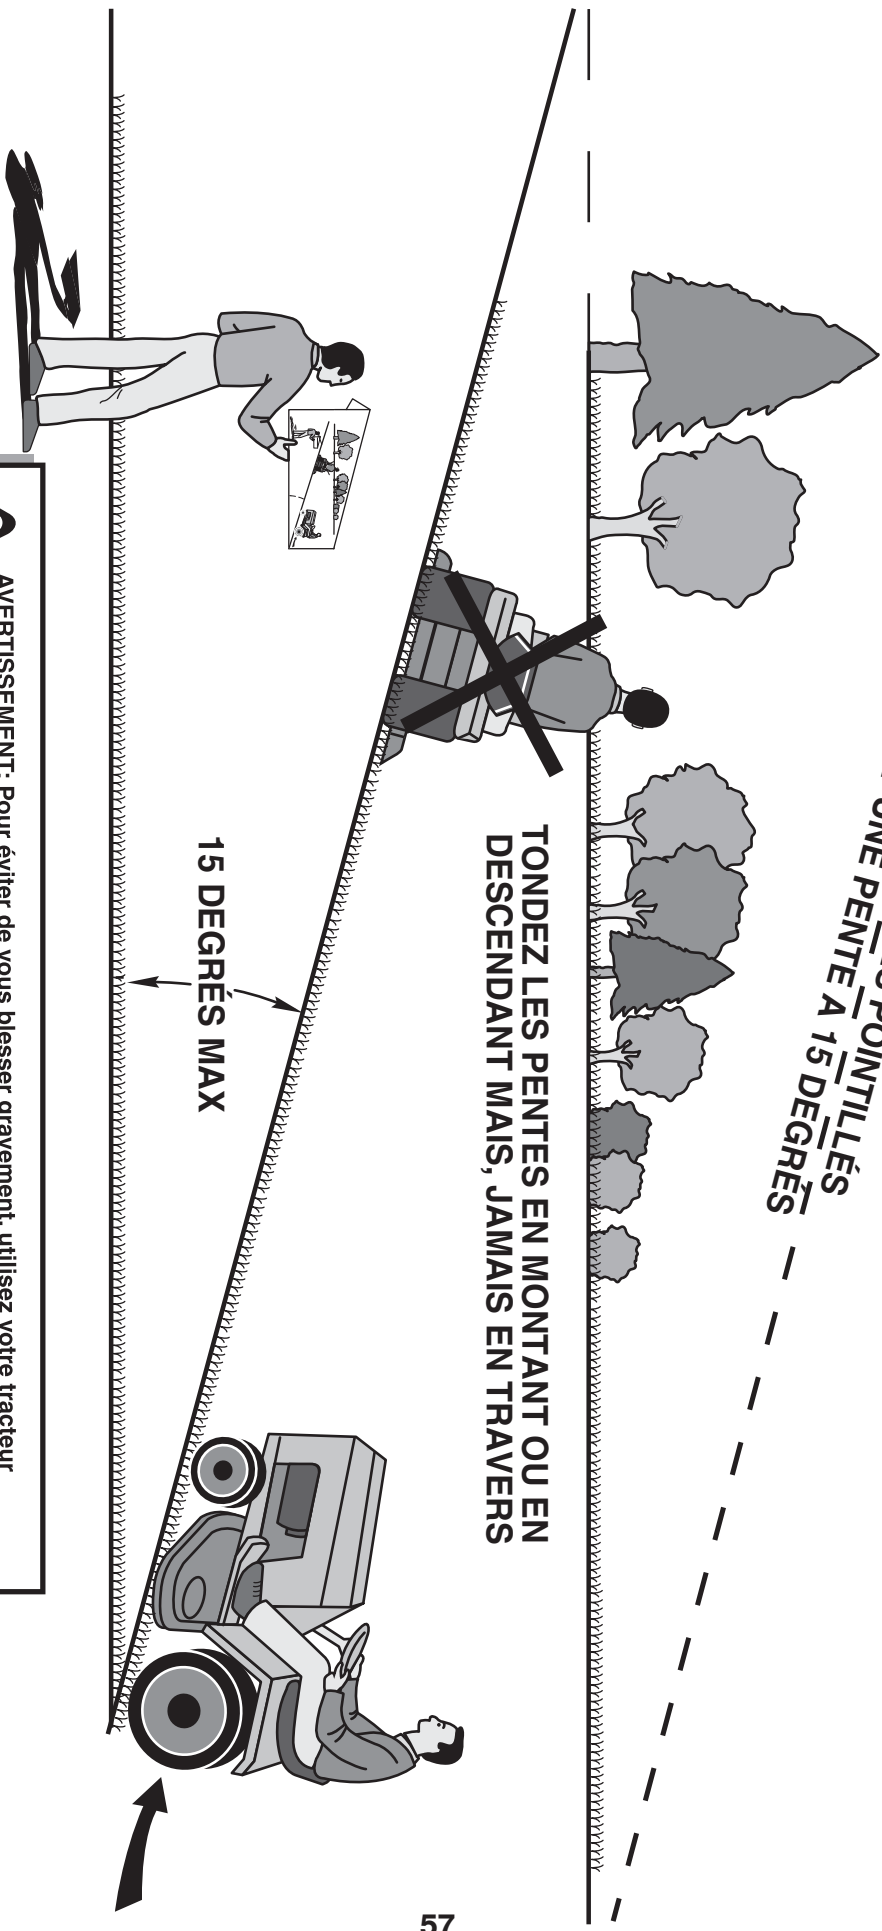 POINTILLÉS
UNE PENTE A 15 DEGRÉS
TONDEZ LES PENTES EN MONTANT OU EN
DESCENDANT MAIS, JAMAIS EN TRAVERS
15 DEGRÉS MAX
AVERTISSEMENT: Pour éviter de vous blesser gravement, utilisez votre tracteur
57